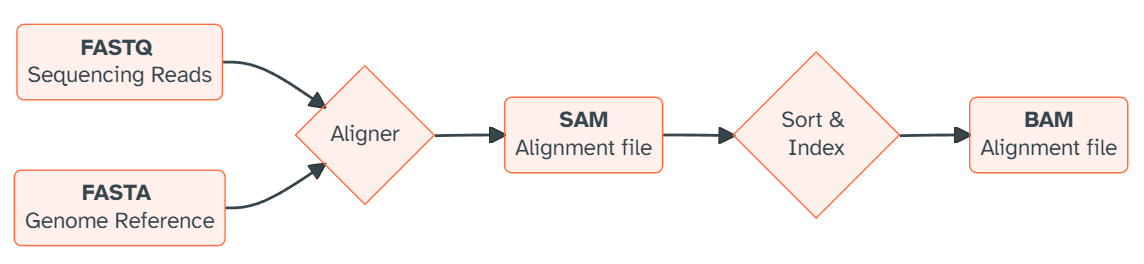 FASTQ
Sequencing Reads
FASTA
Genome Reference
Aligner
SAM
Alignment file
Sort &
Index
BAM
Alignment file